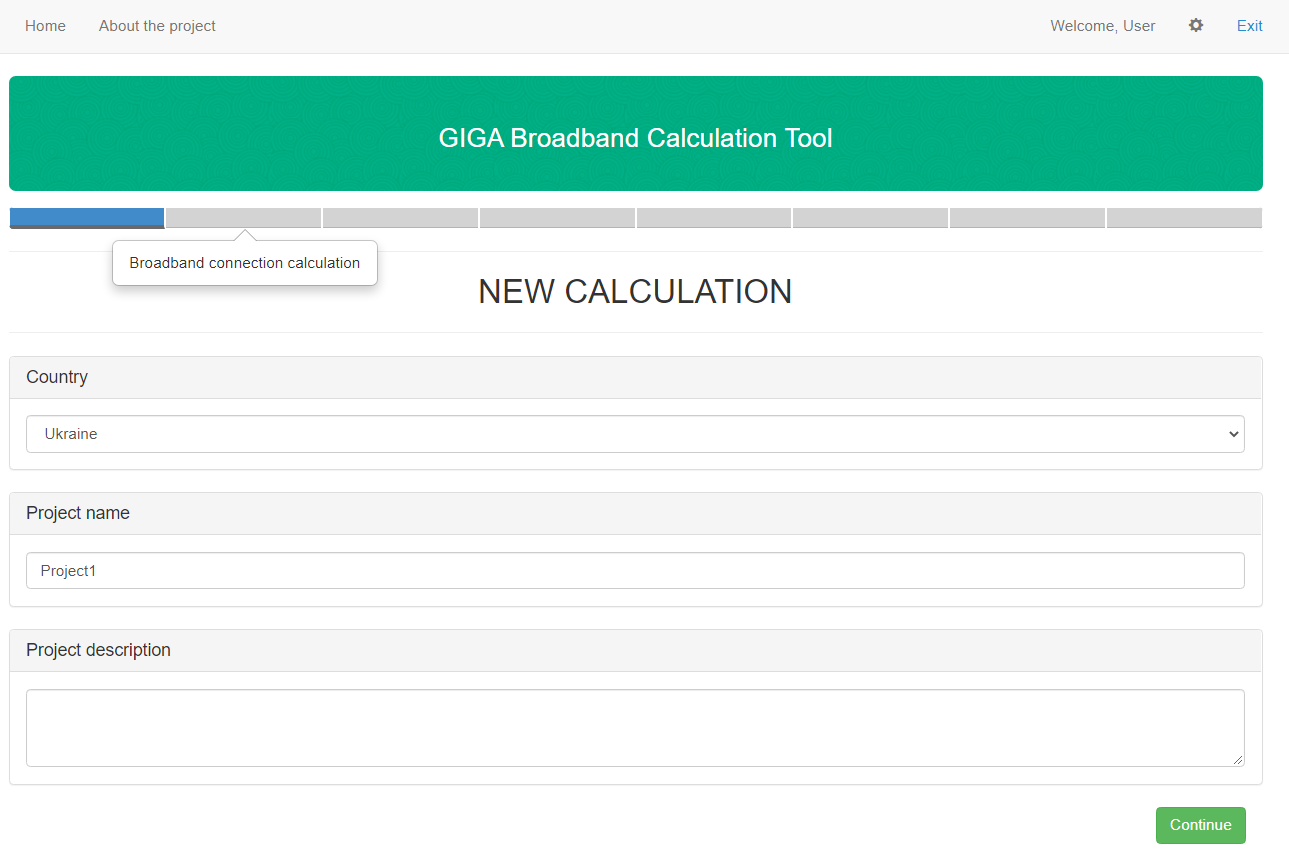 Home About the project Welcome, User Exit
GIGA Broadband Calculation Tool
Broadband connection calculation
NEW CALCULATION
Country
Ukraine
Project name
Project1
Project description
Continue